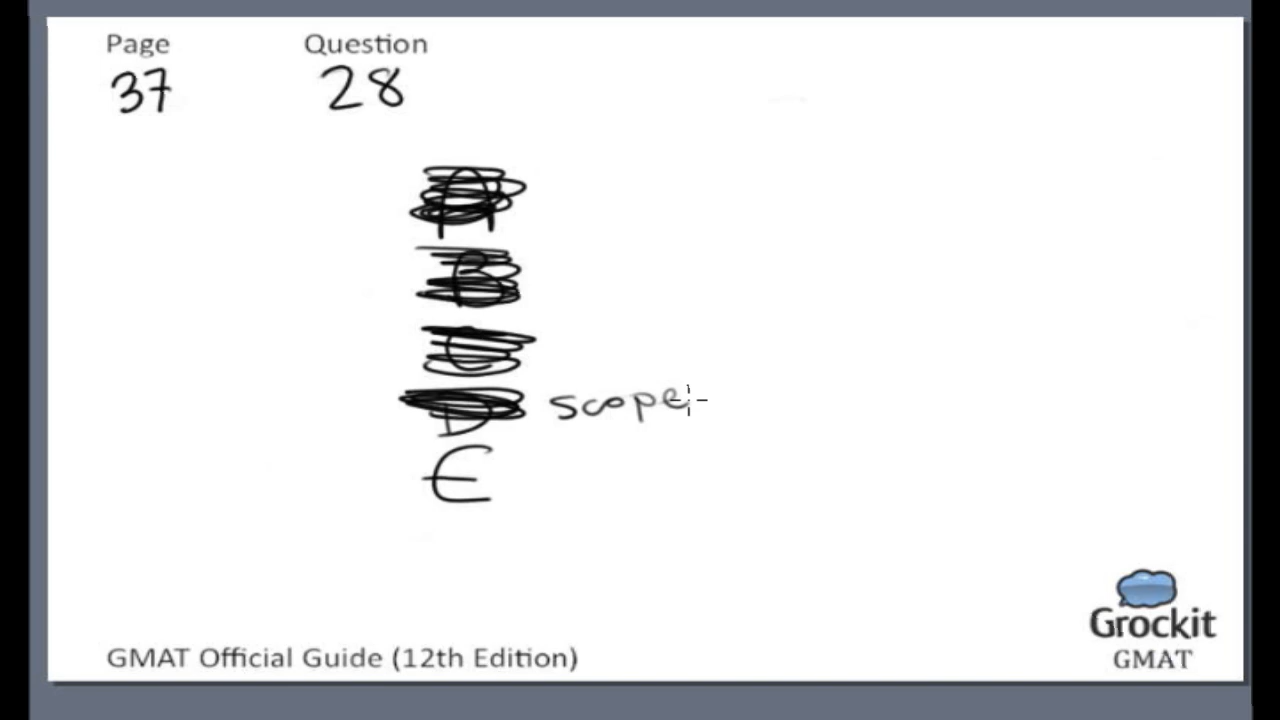 Page Question
37 28
A
B
C
D scope
E
Grockit
GMAT
GMAT Official Guide (12th Edition)